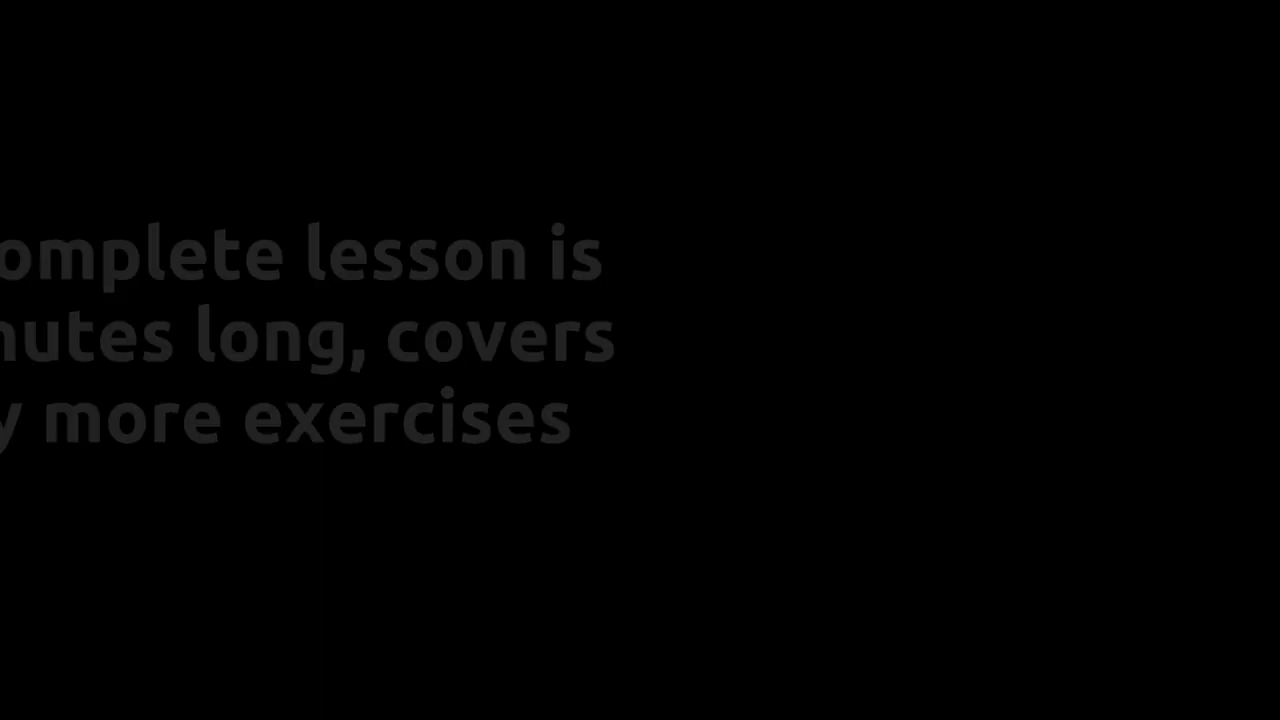 omplete lesson is
nutes long, covers
y more exercises